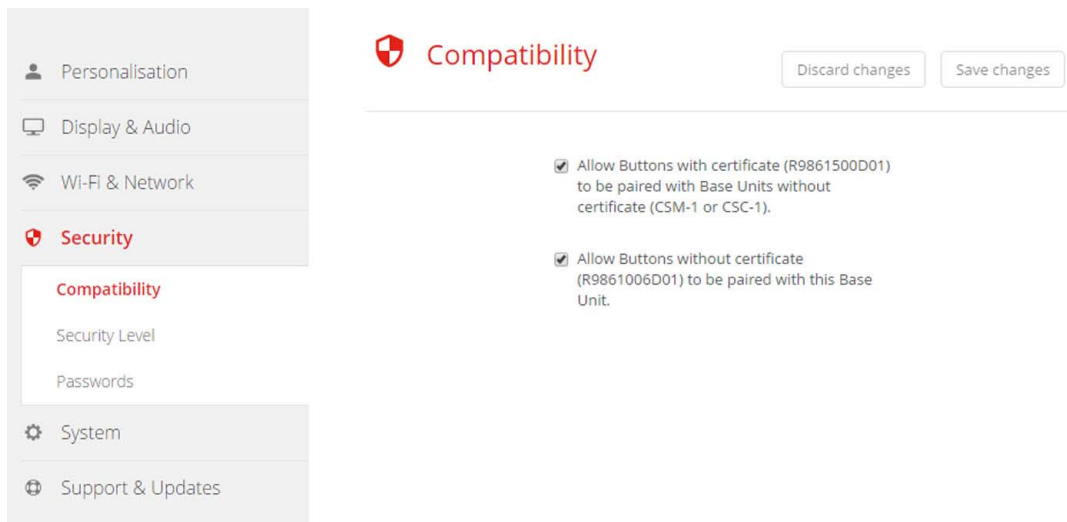 Personalisation
Display & Audio
Wi-Fi & Network
Security
Compatibility
Security Level
Passwords
System
Support & Updates
Compatibility
Discard changes
Save changes
Allow Buttons with certificate (R9861500D01)
to be paired with Base Units without
certificate (CSM-1 or CSC-1).
Allow Buttons without certificate
(R9861006D01) to be paired with this Base
Unit.